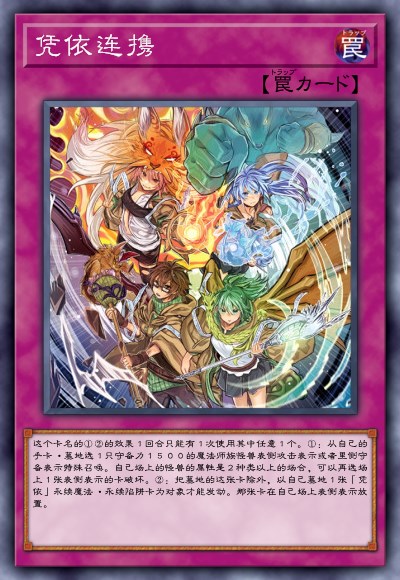 凭依连携
トラップ
罠
トラップ
【罠カード】
这个卡名的①②的效果1回合只能有1次使用其中任意1个。①：从自己的
手卡·墓地选1只守备力1500的魔法师族怪兽表侧攻击表示或者里侧守
备表示特殊召唤。自己场上的怪兽的属性是2种类以上的场合，可以再选场
上1张表侧表示的卡破坏。②：把墓地的这张卡除外，以自己墓地1张「凭
依」永续魔法·永续陷阱卡为对象才能发动。那张卡在自己场上表侧表示放
置。